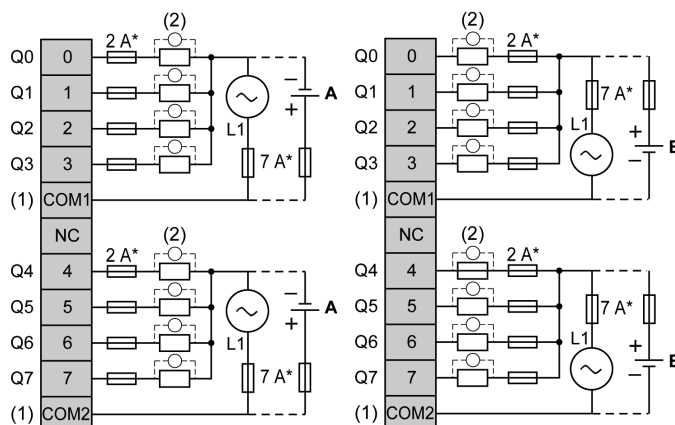 (2)
Q0 0 2 A*
Q1 1
Q2 2
Q3 3
(1) COM1
L1
7 A*
− + A
NC
(2)
Q4 4 2 A*
Q5 5
Q6 6
Q7 7
(1) COM2
L1
7 A*
− + A
(2)
Q0 0 2 A*
Q1 1
Q2 2
Q3 3
(1) COM1
7 A*
L1
+ −
NC
(2)
Q4 4 2 A*
Q5 5
Q6 6
Q7 7
(1) COM2
7 A*
L1
+ −